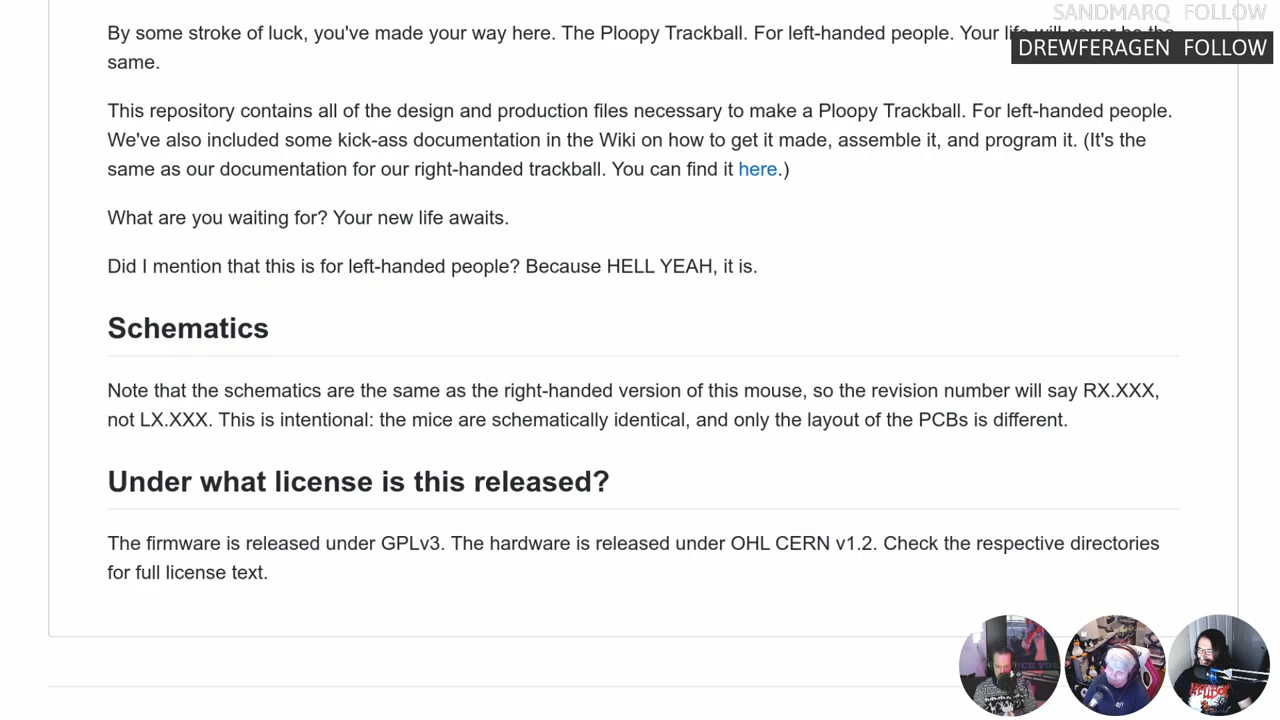 SANDMARQ FOLLOW
By some stroke of luck, you've made your way here. The Ploopy Trackball. For left-handed people. Your life will never be the
DREWFERAGEN FOLLOW
same.
This repository contains all of the design and production files necessary to make a Ploopy Trackball. For left-handed people.
We've also included some kick-ass documentation in the Wiki on how to get it made, assemble it, and program it. (It's the
same as our documentation for our right-handed trackball. You can find it here.)
What are you waiting for? Your new life awaits.
Did I mention that this is for left-handed people? Because HELL YEAH, it is.
Schematics
Note that the schematics are the same as the right-handed version of this mouse, so the revision number will say RX.XXX,
not LX.XXX. This is intentional: the mice are schematically identical, and only the layout of the PCBs is different.
Under what license is this released?
The firmware is released under GPLv3. The hardware is released under OHL CERN v1.2. Check the respective directories
for full license text.